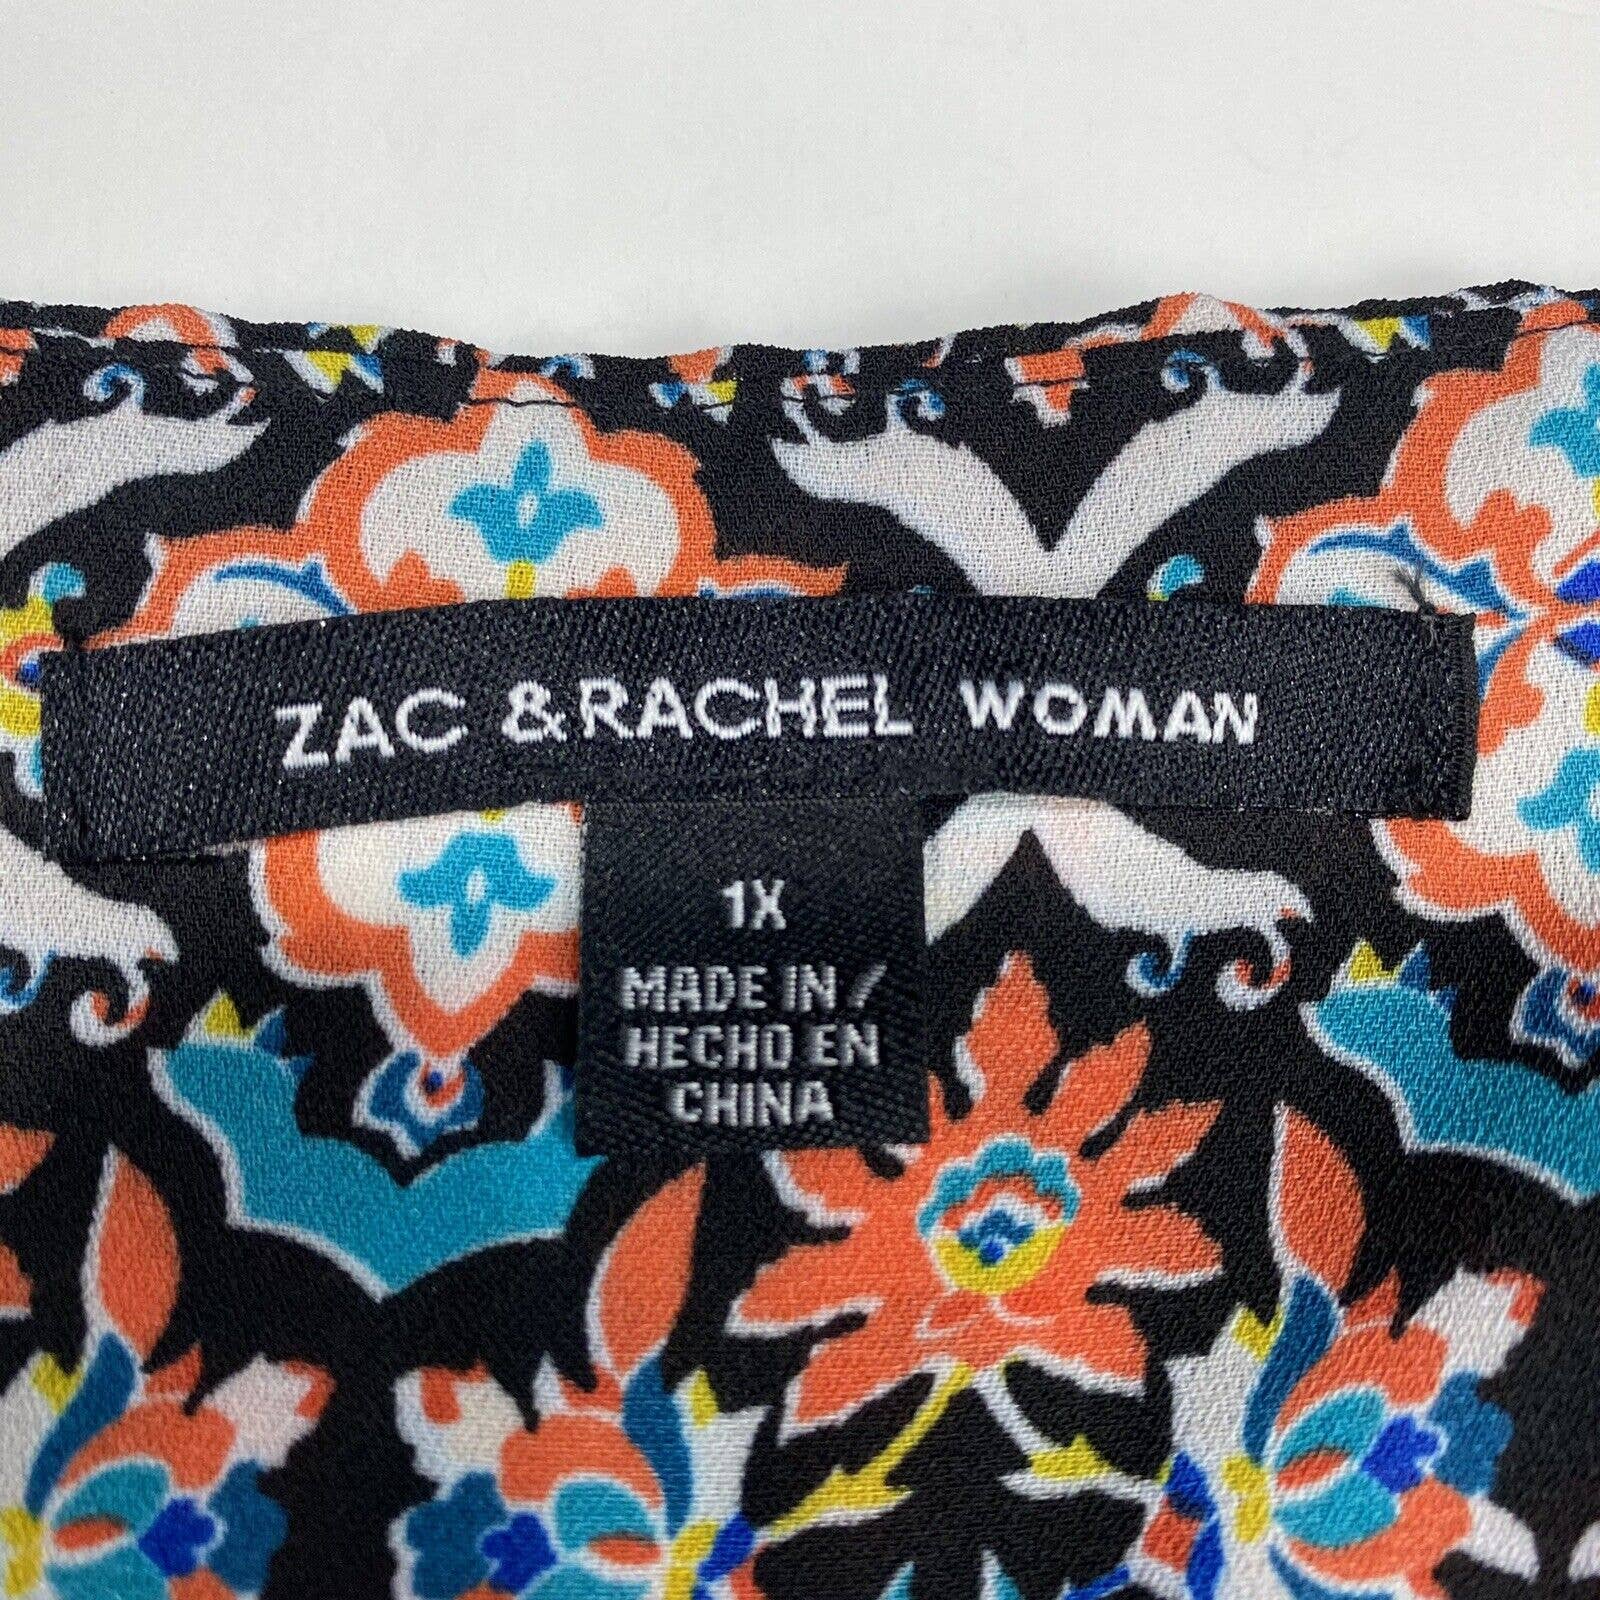 ZAC & RACHEL WOMAN
1X
MADE IN /
HECHO EN
CHINA